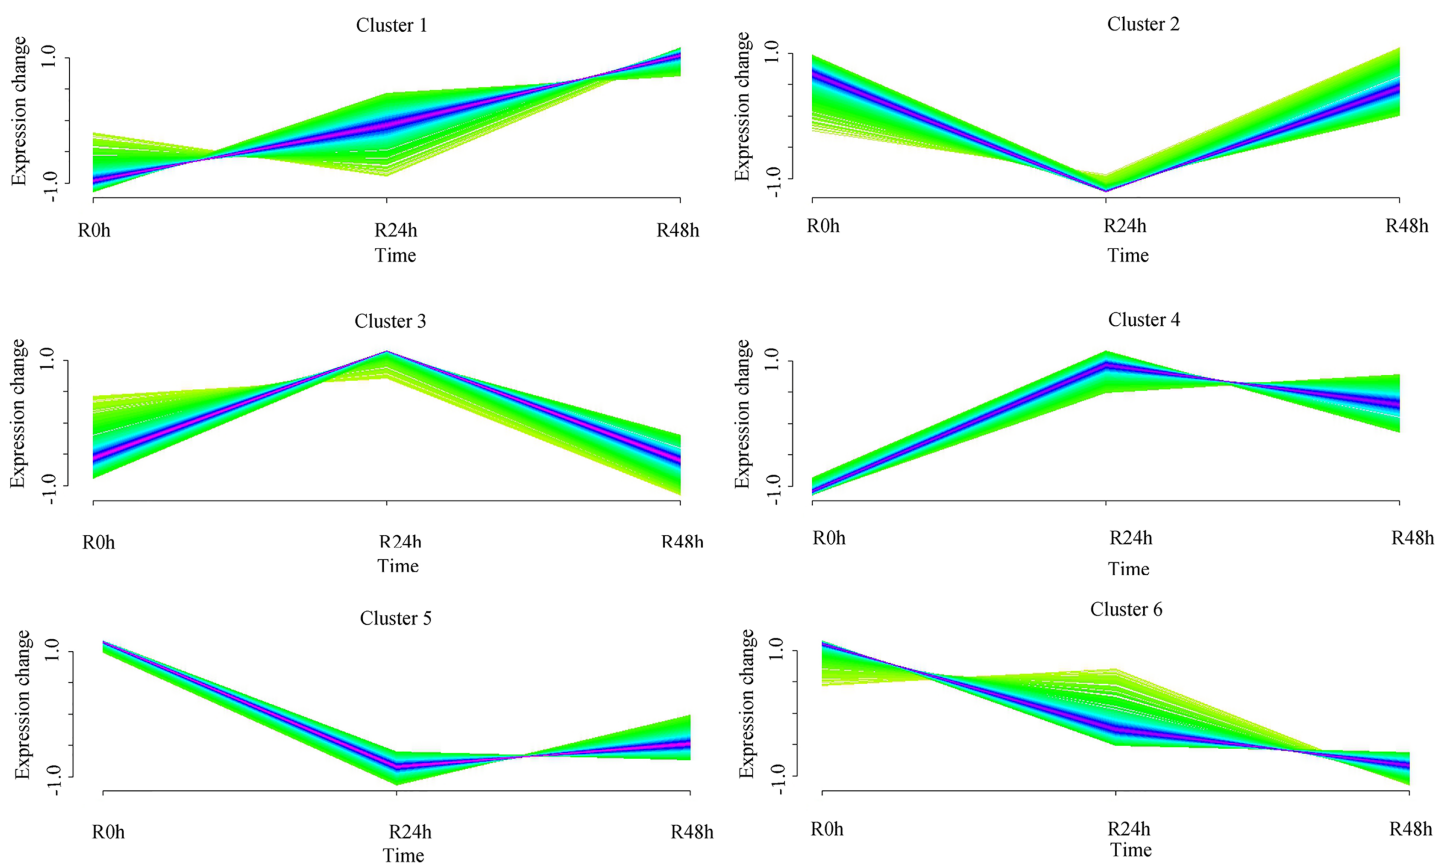 Cluster 1
Expression change
1.0
-1.0
R0h R24h R48h
Time
Cluster 2
Expression change
1.0
-1.0
R0h R24h R48h
Time
Cluster 3
Expression change
1.0
-1.0
R0h R24h R48h
Time
Cluster 4
Expression change
1.0
-1.0
R0h R24h R48h
Time
Cluster 5
Expression change
1.0
-1.0
R0h R24h R48h
Time
Cluster 6
Expression change
1.0
-1.0
R0h R24h R48h
Time